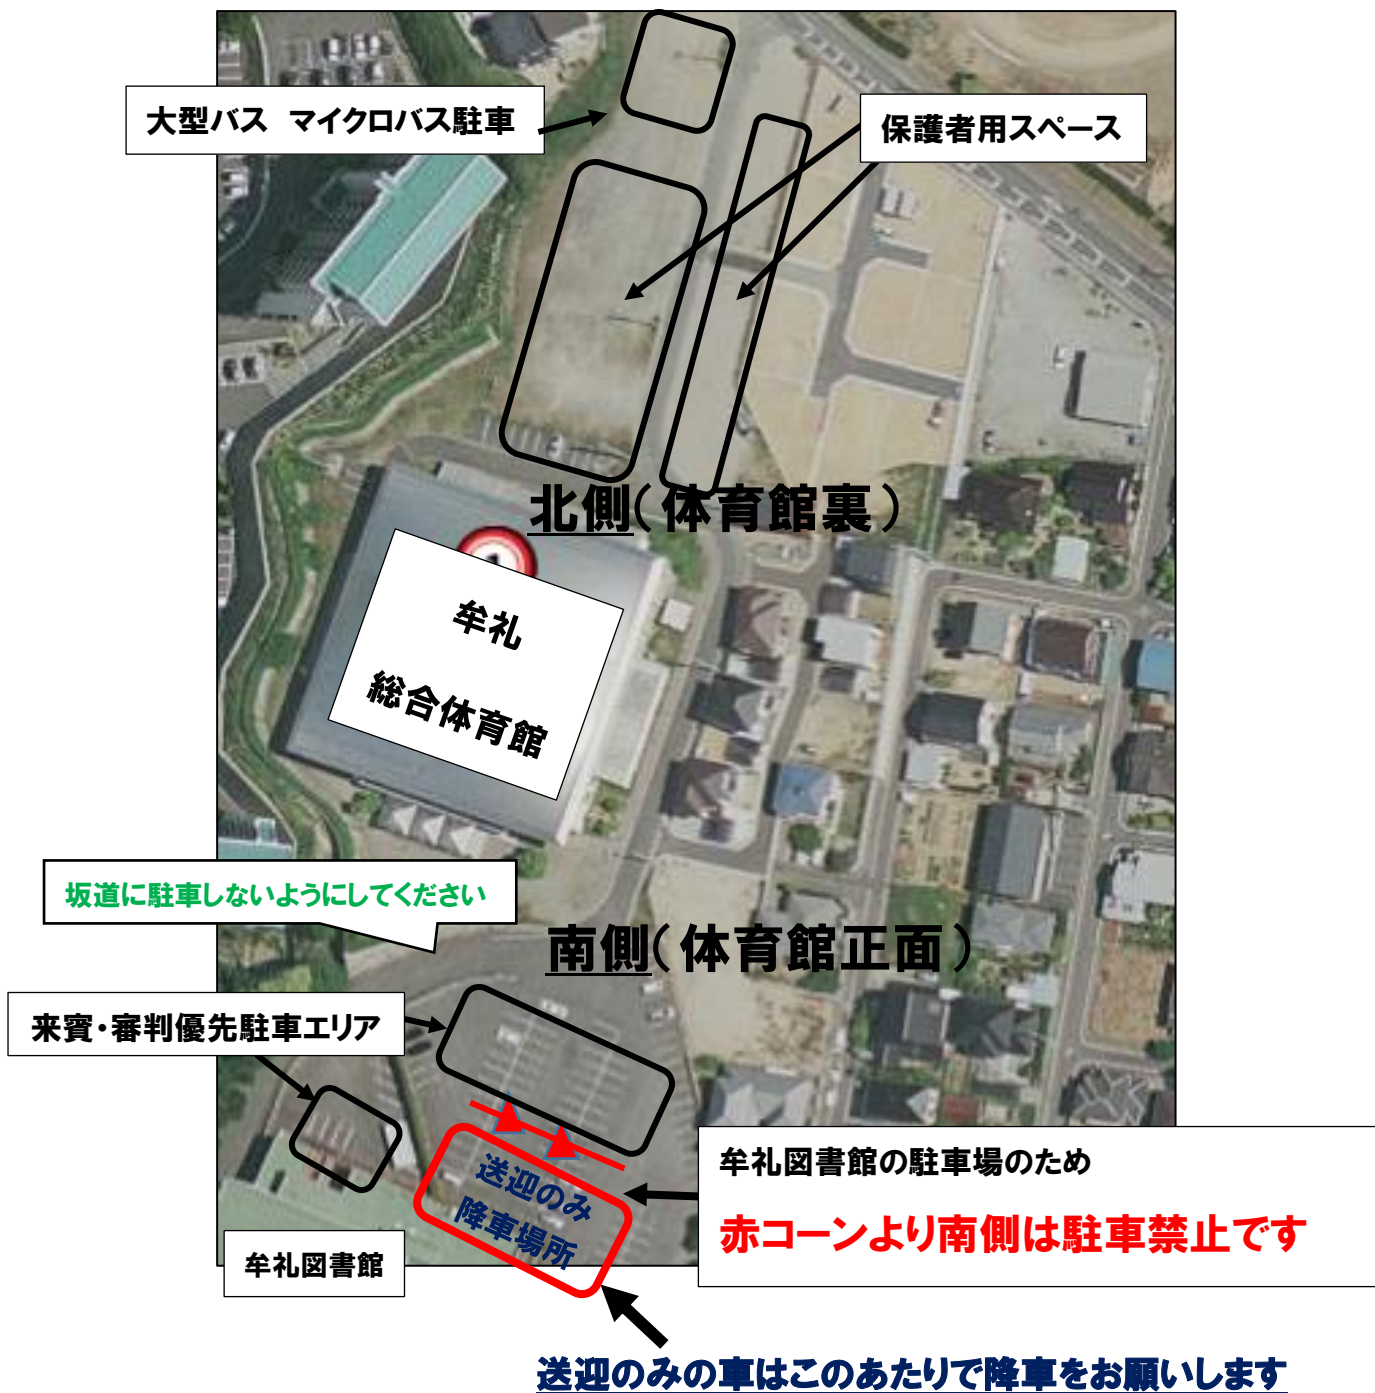 大型バス　マイクロバス駐車
保護者用スペース
北側（体育館裏）
牟礼
総合体育館
坂道に駐車しないようにしてください
南側（体育館正面）
来賓・審判優先駐車エリア
送迎のみ
降車場所
牟礼図書館の駐車場のため
赤コーンより南側は駐車禁止です
牟礼図書館
送迎のみの車はこのあたりで降車をお願いします